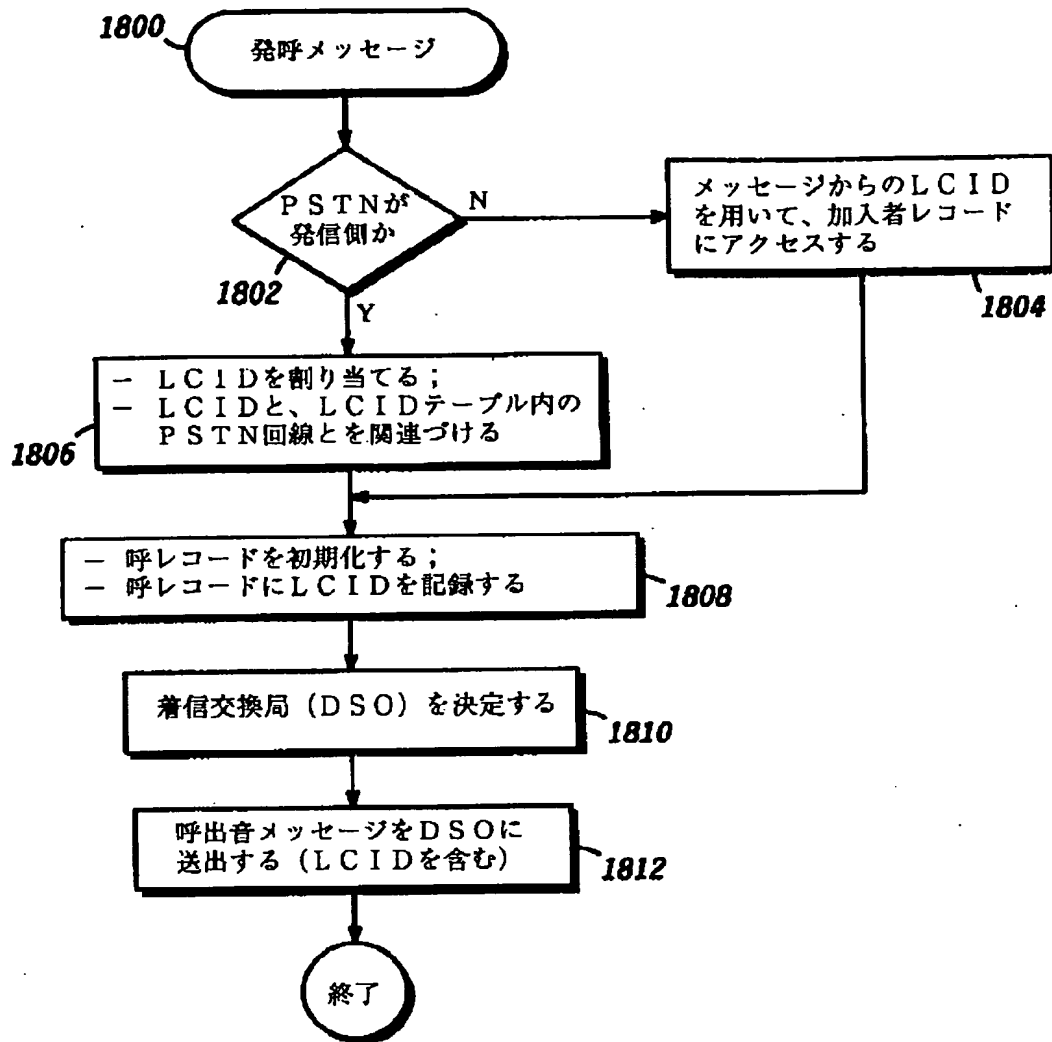 1800
発呼メッセージ
PSTNが
発信側か
N
1802
Y
メッセージからのLCID
を用いて、加入者レコード
にアクセスする
1804
- LCIDを割り当てる;
- LCIDと、LCIDテーブル内の
PSTN回線とを関連づける
1806
- 呼レコードを初期化する;
- 呼レコードにLCIDを記録する
1808
着信交換局(DSO)を決定する
1810
呼出音メッセージをDSOに
送出する(LCIDを含む)
1812
終了